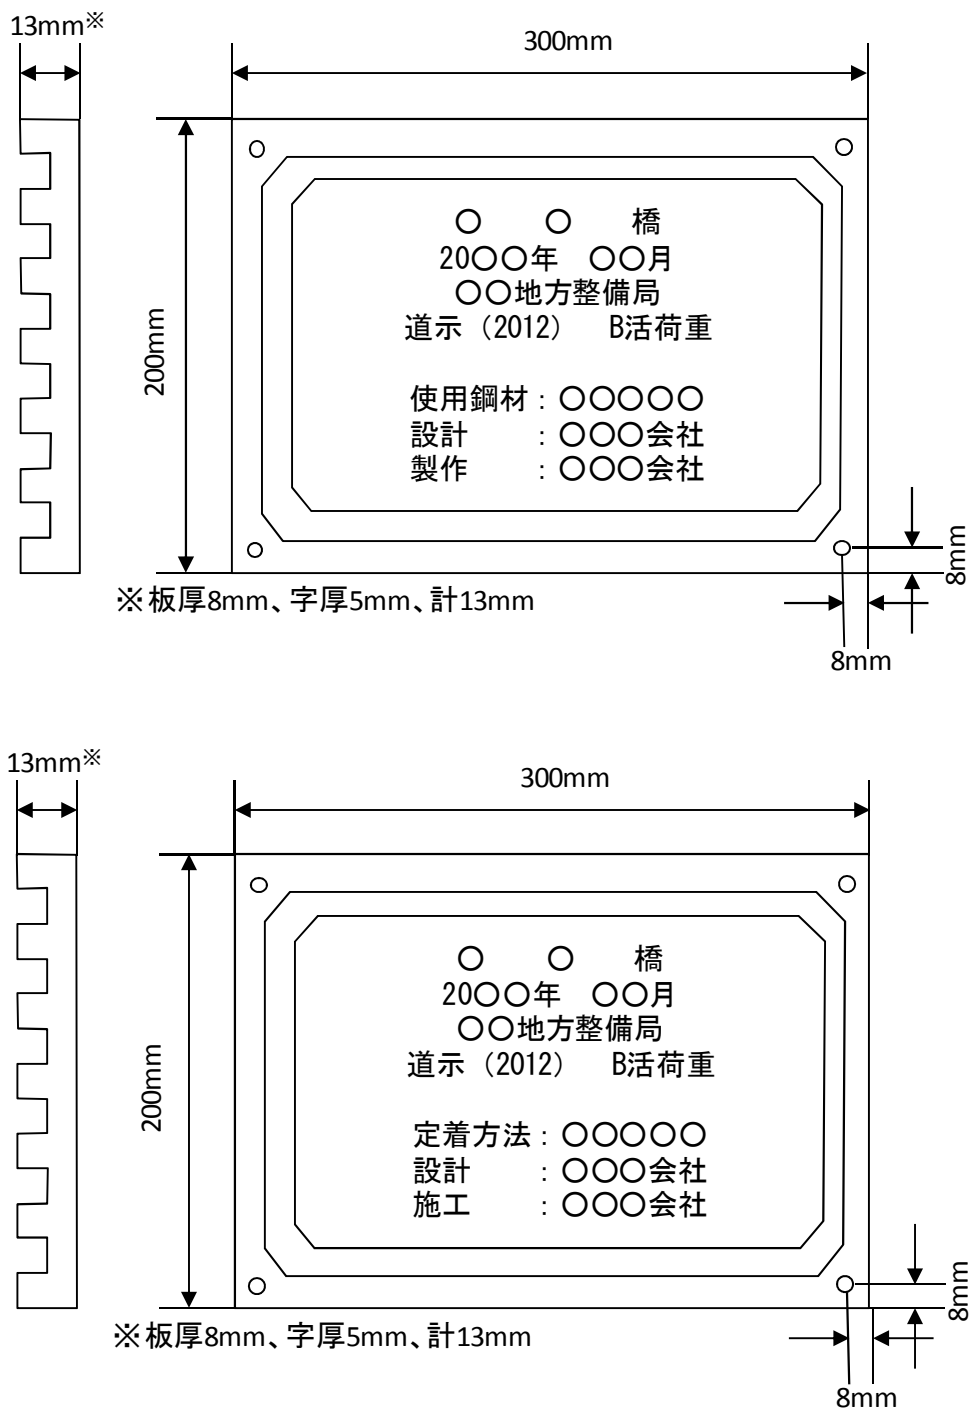 13mm※
300mm
200mm
○ ○ 橋
20○○年 ○○月
○○地方整備局
道示（2012） B活荷重
使用鋼材：○○○○○
設計 ：○○○会社
製作 ：○○○会社
8mm
※板厚8mm、字厚5mm、計13mm
8mm
13mm※
300mm
200mm
○ ○ 橋
20○○年 ○○月
○○地方整備局
道示（2012） B活荷重
定着方法：○○○○○
設計 ：○○○会社
施工 ：○○○会社
8mm
※板厚8mm、字厚5mm、計13mm
8mm